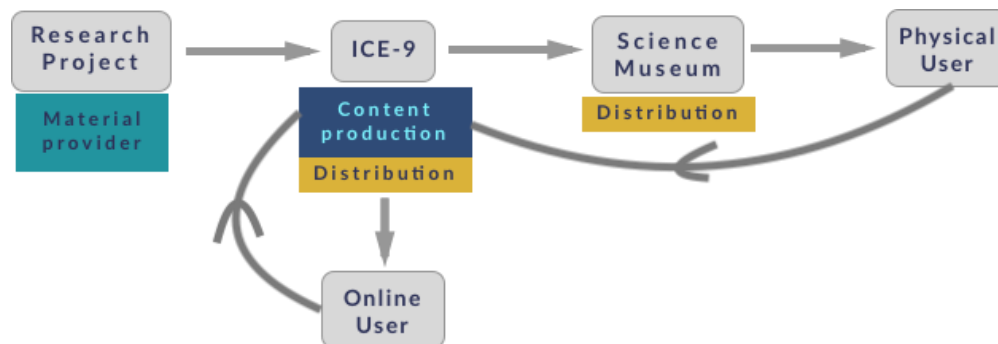 Research
Project
Material
provider
ICE-9
Content
production
Distribution
Science
Museum
Distribution
Physical
User
Online
User